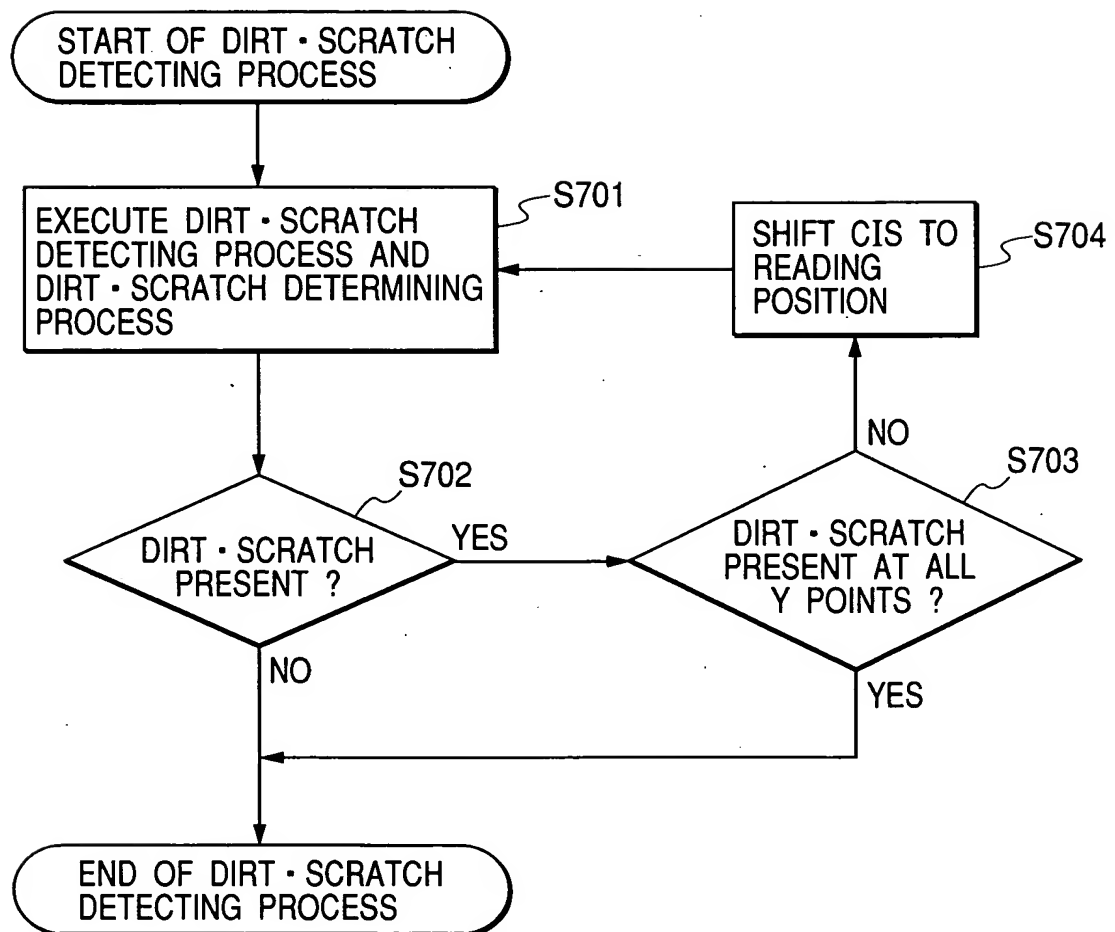 START OF DIRT・SCRATCH
DETECTING PROCESS
EXECUTE DIRT・SCRATCH
DETECTING PROCESS AND
DIRT・SCRATCH DETERMINING
PROCESS
S701
SHIFT CIS TO
READING
POSITION
S704
DIRT・SCRATCH
PRESENT ?
S702
YES
NO
DIRT・SCRATCH
PRESENT AT ALL
Y POINTS ?
S703
NO
YES
END OF DIRT・SCRATCH
DETECTING PROCESS